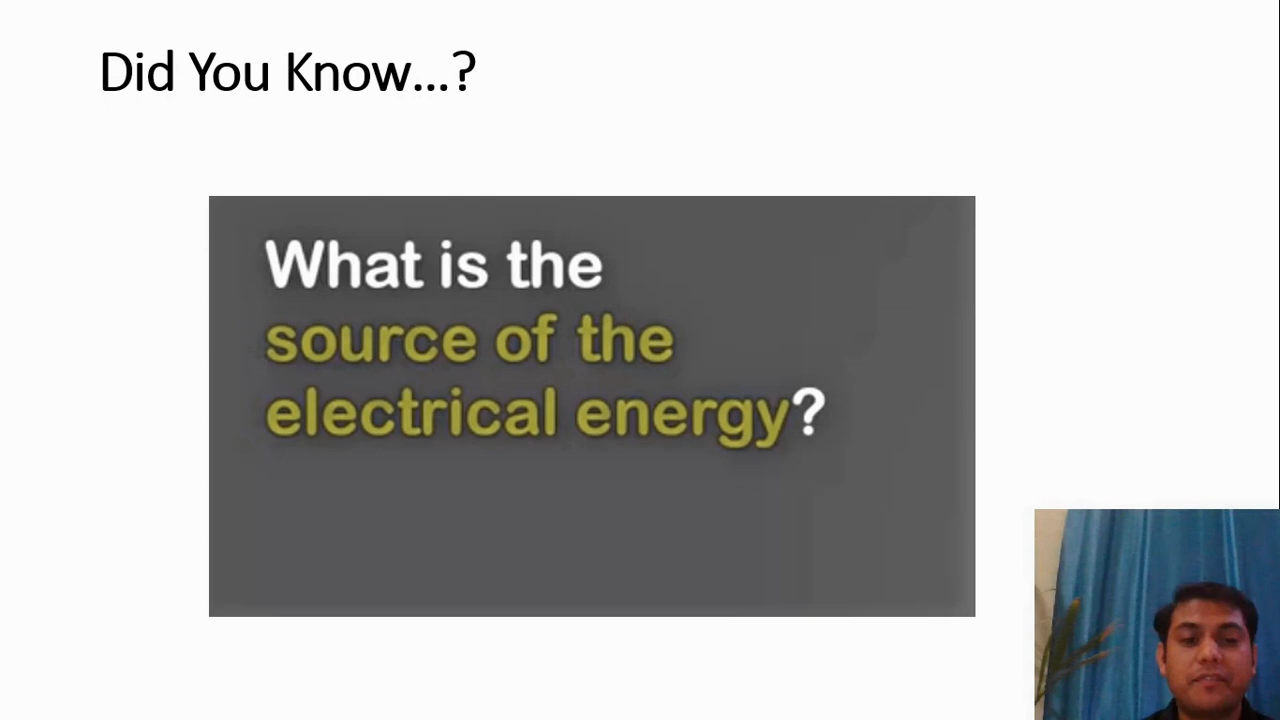 Did You Know...?
What is the
source of the
electrical energy?